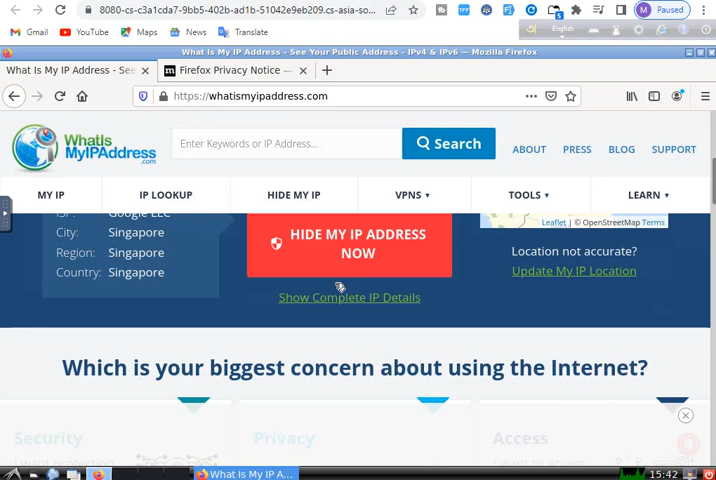 8080-cs-c3a1cda7-9bb5-402b-ad1b-51042e9eb209.cs-asia-so...
Paused
M
Gmail
YouTube
Maps
News
Translate
English
What Is My IP Address - See Your Public Address - IPv4 & IPv6 — Mozilla Firefox
What Is My IP Address - See
Firefox Privacy Notice —
https://whatismyipaddress.com
WhatIs
MyIPAddress
.com
Enter Keywords or IP Address...
Search
ABOUT
PRESS
BLOG
SUPPORT
MY IP
IP LOOKUP
HIDE MY IP
VPNS
TOOLS
LEARN
ISP: Google LLC
City: Singapore
Region: Singapore
Country: Singapore
HIDE MY IP ADDRESS
NOW
Show Complete IP Details
Leaflet | © OpenStreetMap Terms
Location not accurate?
Update My IP Location
Which is your biggest concern about using the Internet?
Security
Privacy
Access
I want protection
I want to access
What Is My IP A...
15:42